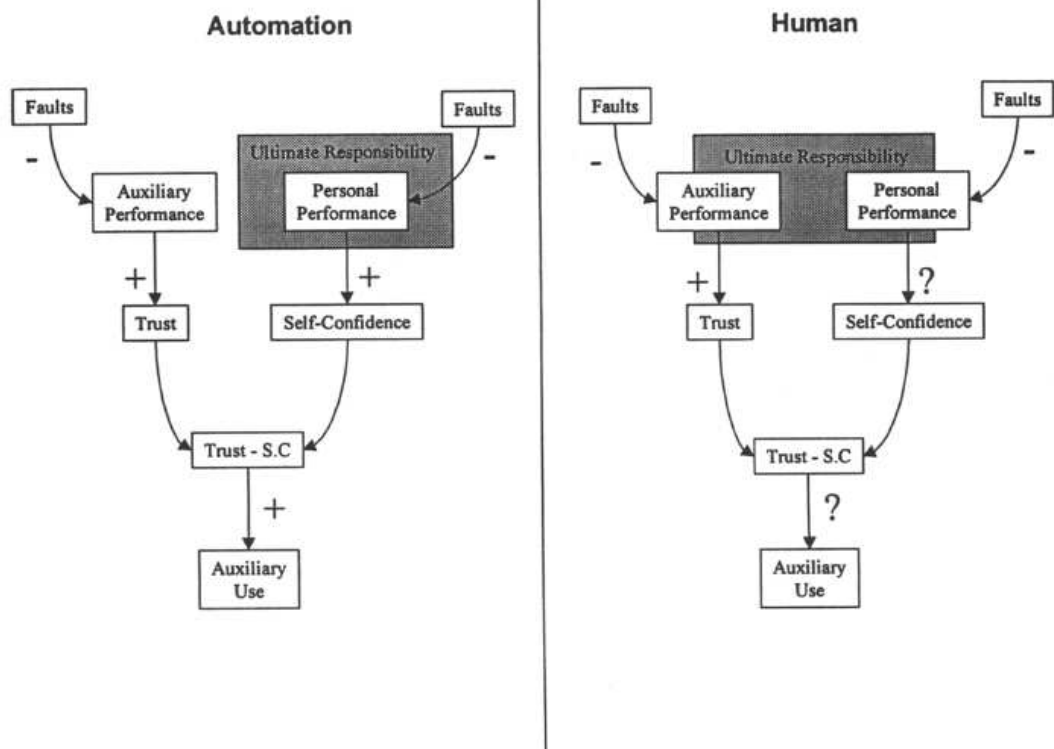 Automation
Faults
Faults
-
-
Ultimate Responsibility
Auxiliary
Performance
Personal
Performance
+
+
Trust
Self-Confidence
Trust - S.C
+
Auxiliary
Use
Human
Faults
Faults
-
-
Ultimate Responsibility
Auxiliary
Performance
Personal
Performance
+
?
Trust
Self-Confidence
Trust - S.C
?
Auxiliary
Use